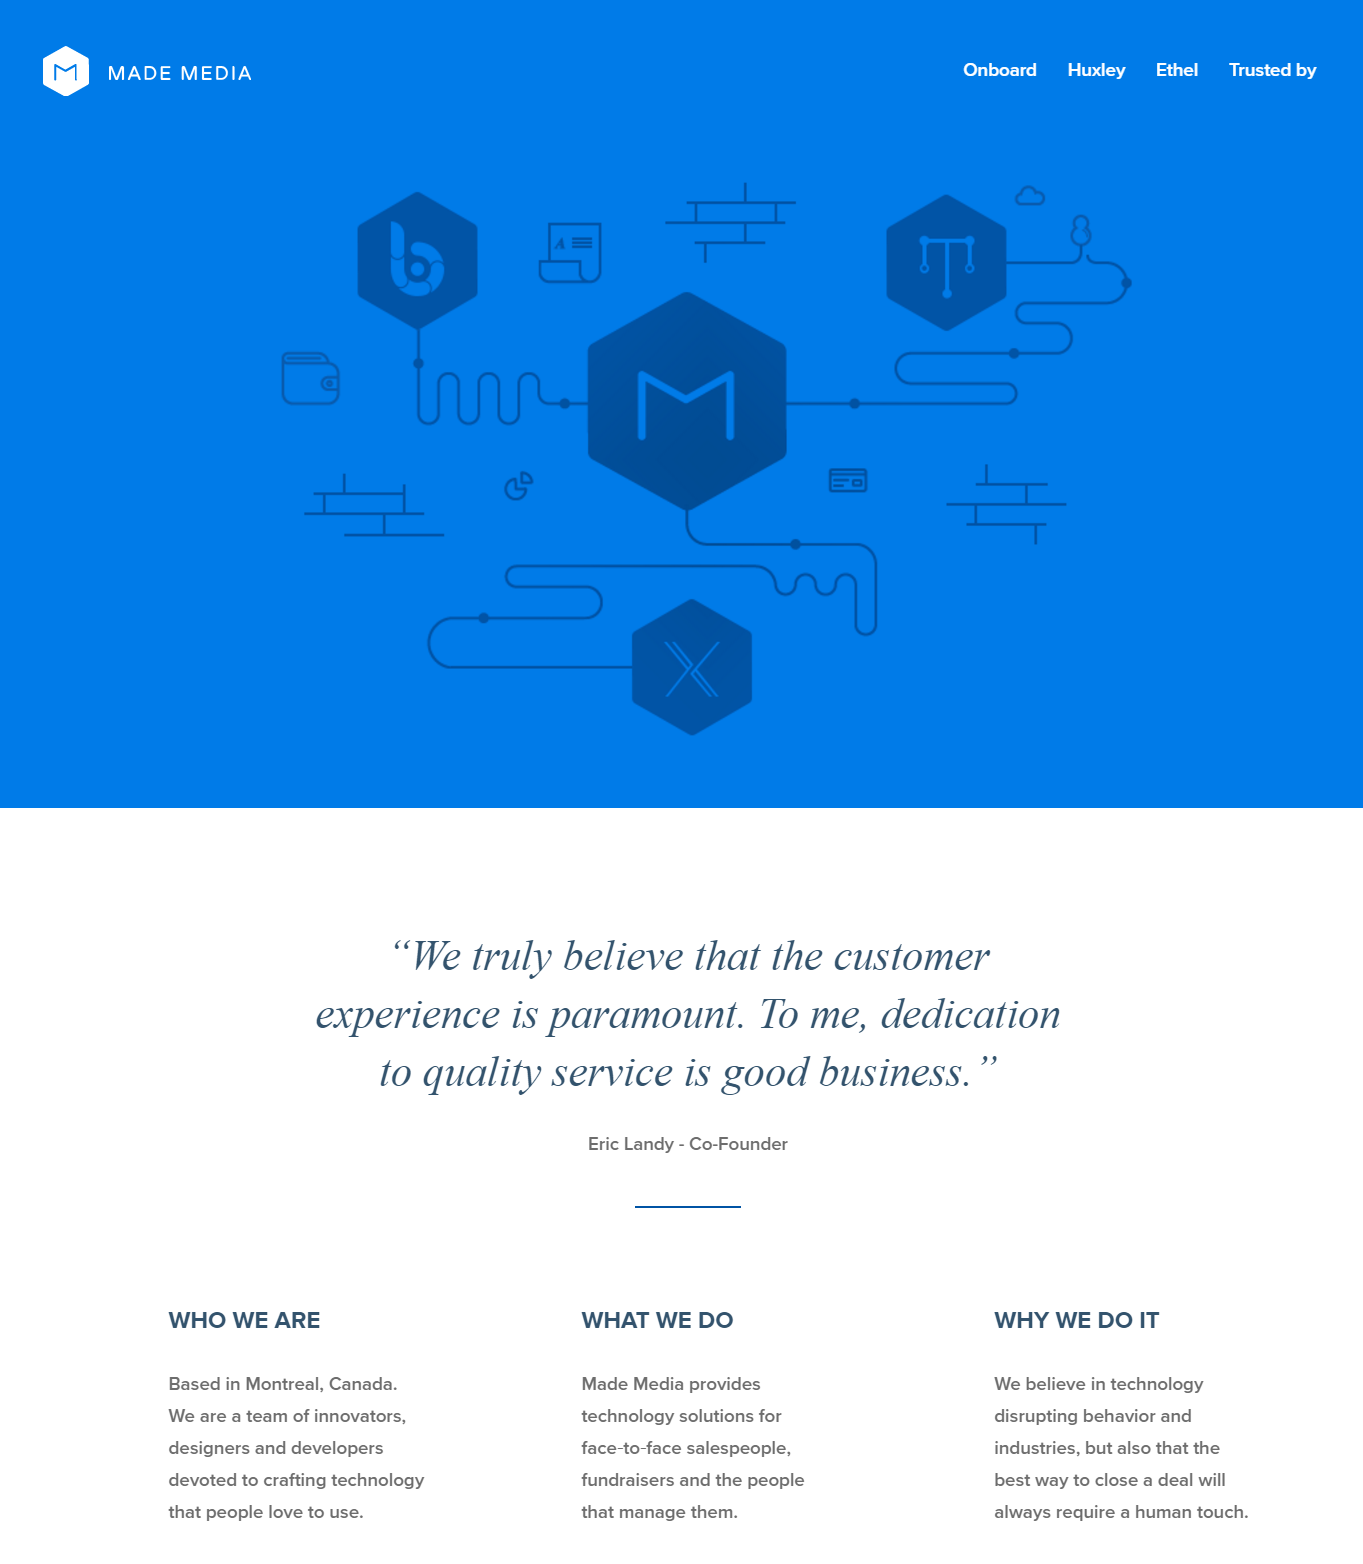 MADE MEDIA
Onboard Huxley Ethel Trusted by
“We truly believe that the customer
experience is paramount. To me, dedication
to quality service is good business.”
Eric Landy - Co-Founder
WHO WE ARE
Based in Montreal, Canada.
We are a team of innovators,
designers and developers
devoted to crafting technology
that people love to use.
WHAT WE DO
Made Media provides
technology solutions for
face-to-face salespeople,
fundraisers and the people
that manage them.
WHY WE DO IT
We believe in technology
disrupting behavior and
industries, but also that the
best way to close a deal will
always require a human touch.